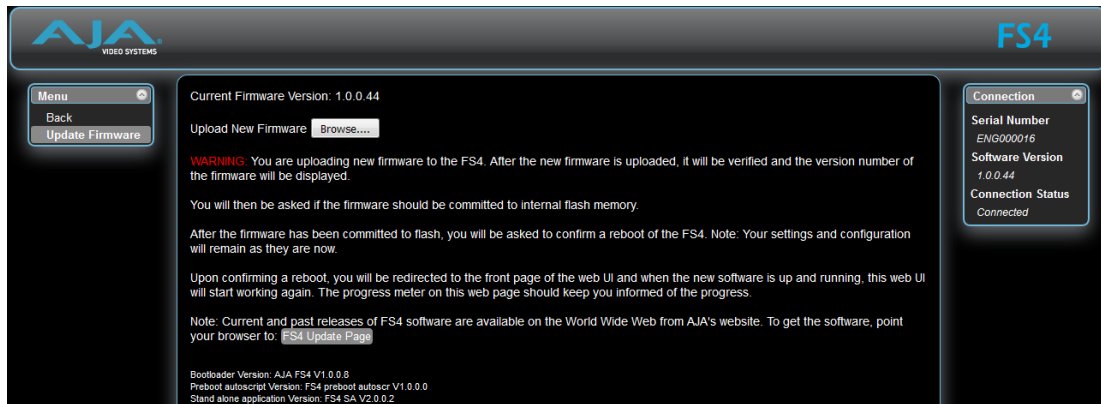 AJA
VIDEO SYSTEMS
FS4
Menu
Back
Update Firmware
Current Firmware Version: 1.0.0.44
Upload New Firmware Browse....
WARNING: You are uploading new firmware to the FS4. After the new firmware is uploaded, it will be verified and the version number of
the firmware will be displayed.
You will then be asked if the firmware should be committed to internal flash memory.
After the firmware has been committed to flash, you will be asked to confirm a reboot of the FS4. Note: Your settings and configuration
will remain as they are now.
Upon confirming a reboot, you will be redirected to the front page of the web UI and when the new software is up and running, this web UI
will start working again. The progress meter on this web page should keep you informed of the progress.
Note: Current and past releases of FS4 software are available on the World Wide Web from AJA's website. To get the software, point
your browser to: FS4 Update Page
Bootloader Version: AJA FS4 V1.0.0.8
Preboot autoscript Version: FS4 preboot autoscr V1.0.0.0
Stand alone application Version: FS4 SA V2.0.0.2
Connection
Serial Number
ENG000016
Software Version
1.0.0.44
Connection Status
Connected